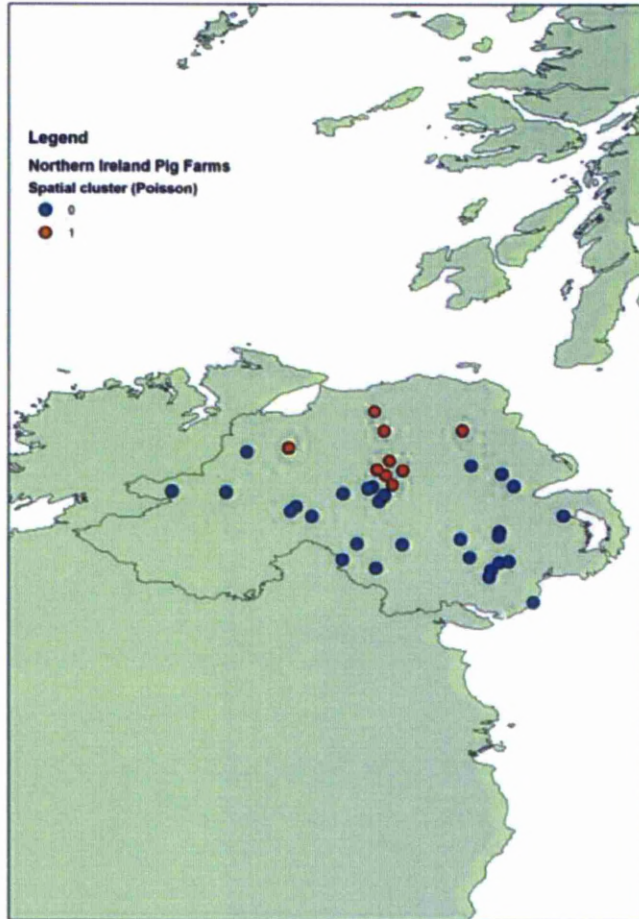 Legend
Northern Ireland Pig Farms
Spatial cluster (Poisson)
0
1